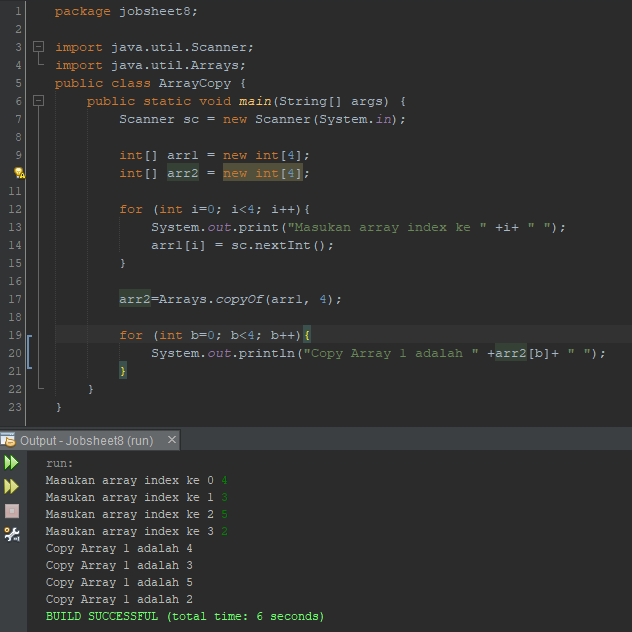 1 package jobsheet8;
2
3 import java.util.Scanner;
4 import java.util.Arrays;
5 public class ArrayCopy {
6 public static void main(String[] args) {
7 Scanner sc = new Scanner(System.in);
8
9 int[] arr1 = new int[4];
int[] arr2 = new int[4];
11
12 for (int i=0; i<4; i++){
13 System.out.print("Masukan array index ke " +i+ " ");
14 arr1[i] = sc.nextInt();
15 }
16
17 arr2=Arrays.copyOf(arr1, 4);
18
19 for (int b=0; b<4; b++){
20 System.out.println("Copy Array 1 adalah " +arr2[b]+ " ");
21 }
22 }
23 }
Output - Jobsheet8 (run) ×
run:
Masukan array index ke 0 4
Masukan array index ke 1 3
Masukan array index ke 2 5
Masukan array index ke 3 2
Copy Array 1 adalah 4
Copy Array 1 adalah 3
Copy Array 1 adalah 5
Copy Array 1 adalah 2
BUILD SUCCESSFUL (total time: 6 seconds)